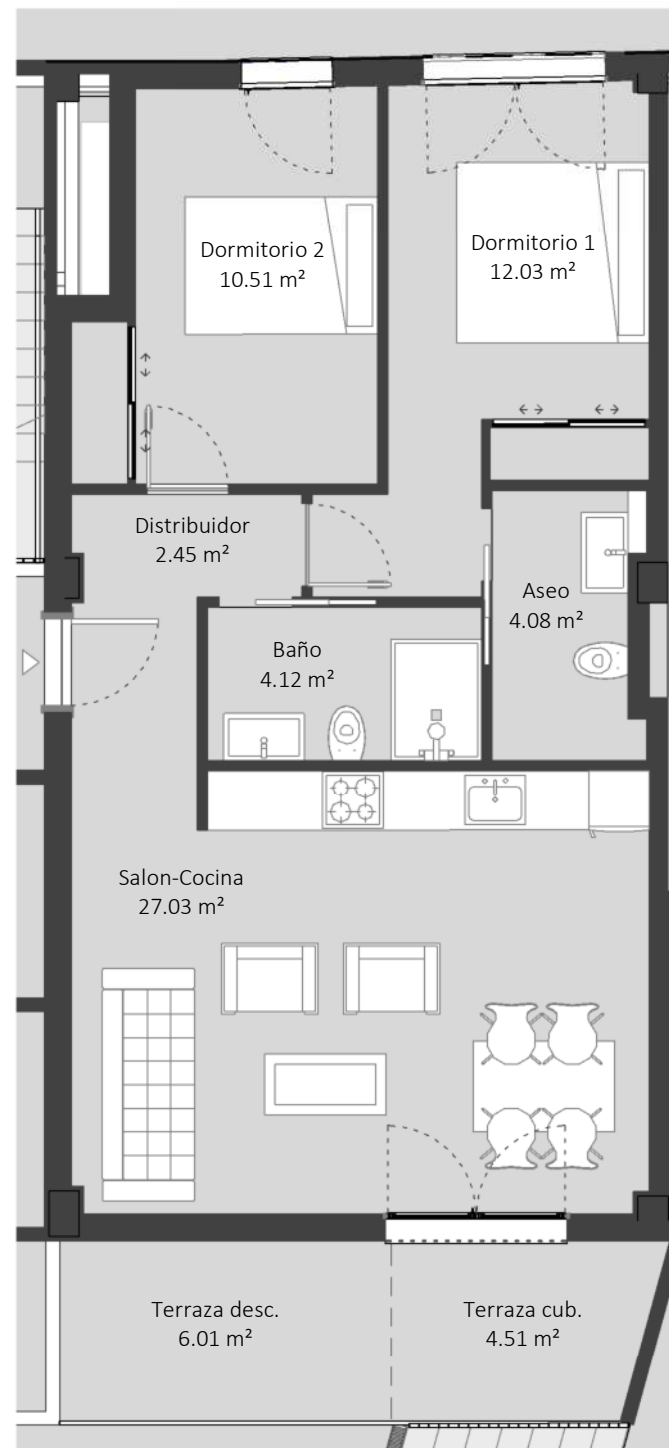 Dormitorio 2
10.51 m²
Dormitorio 1
12.03 m²
Distribuidor
2.45 m²
Aseo
4.08 m²
Baño
4.12 m²
Salon-Cocina
27.03 m²
Terraza desc.
6.01 m²
Terraza cub.
4.51 m²